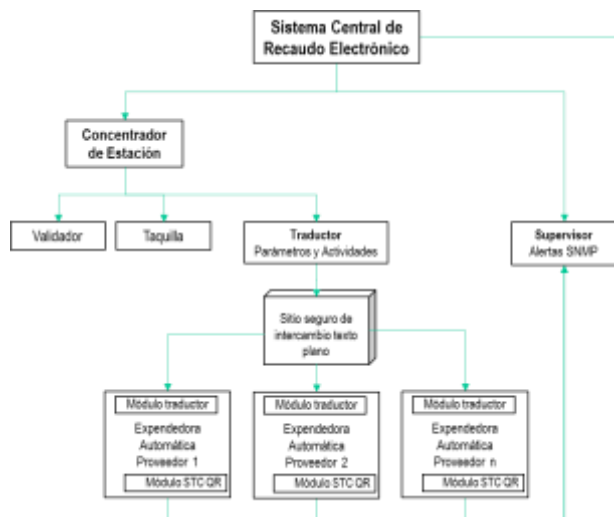 Sistema Central de
Recaudo Electrónico
Concentrador
de Estación
Validador
Taquilla
Traductor
Parámetros y Actividades
Supervisor
Alertas SNMP
Sitio seguro de
intercambio texto
plano
Módulo traductor
Expendedora
Automática
Proveedor 1
Módulo STC QR
Módulo traductor
Expendedora
Automática
Proveedor 2
Módulo STC QR
Módulo traductor
Expendedora
Automática
Proveedor n
Módulo STC QR